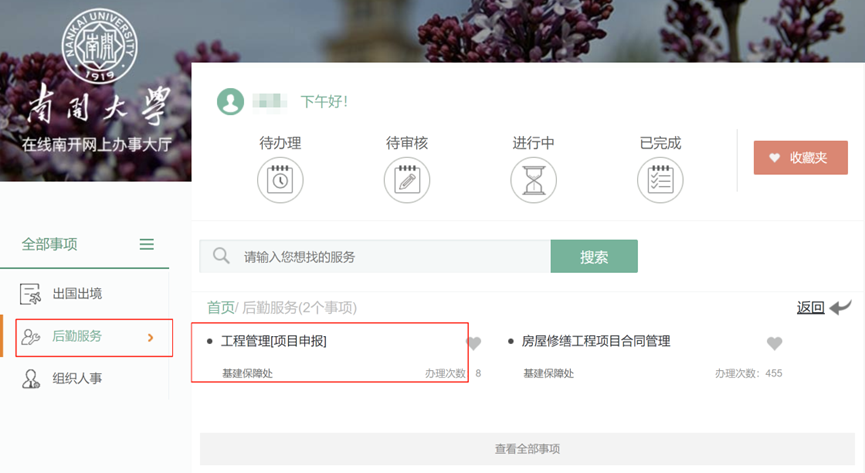 NANKAI UNIVERSITY
南開
1919
南开大学
在线南开网上办事大厅
下午好!
待办理
待审核
进行中
已完成
收藏夹
全部事项
请输入您想找的服务
搜索
出国出境
后勤服务
组织人事
首页/ 后勤服务(2个事项)
返回
工程管理[项目申报]
基建保障处
办理次数 8
房屋修缮工程项目合同管理
基建保障处
办理次数：455
查看全部事项